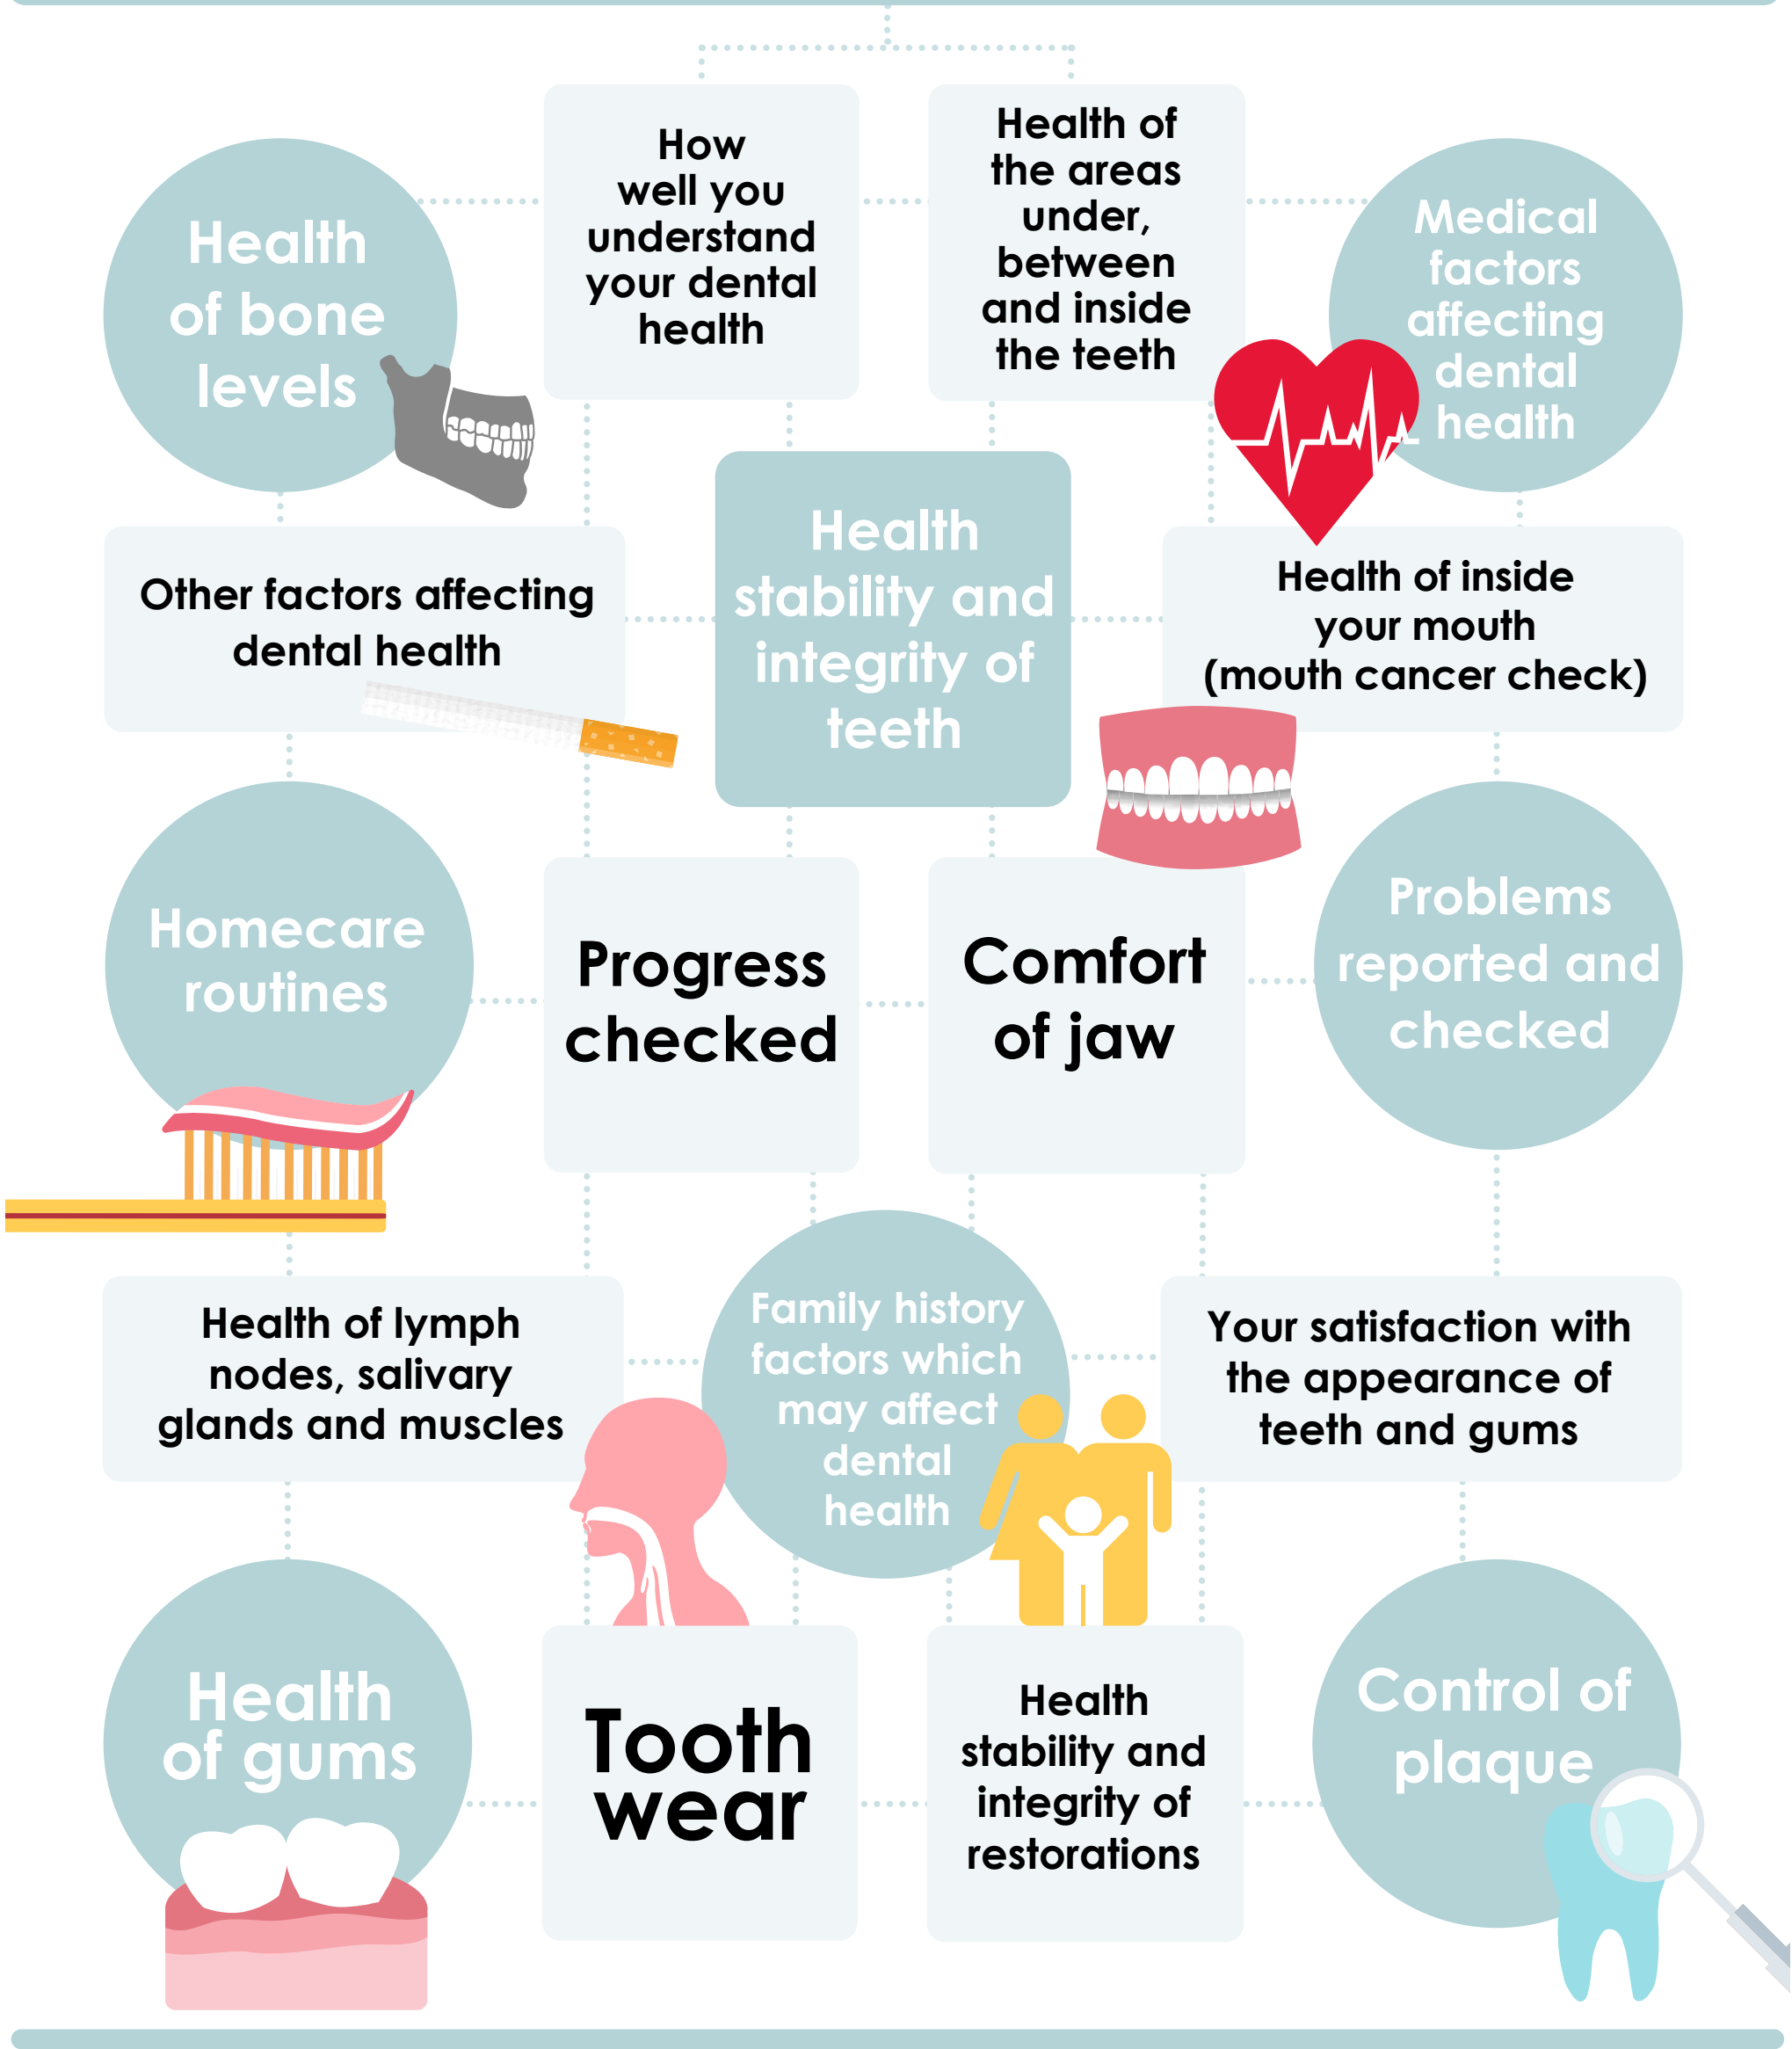 How
well you
understand
your dental
health
Health of
the areas
under,
between
and inside
the teeth
Health
of bone
levels
Medical
factors
affecting
dental
health
Health
stability and
integrity of
teeth
Other factors affecting
dental health
Health of inside
your mouth
(mouth cancer check)
Homecare
routines
Progress
checked
Comfort
of jaw
Problems
reported and
checked
Health of lymph
nodes, salivary
glands and muscles
Family history
factors which
may affect
dental
health
Your satisfaction with
the appearance of
teeth and gums
Health
of gums
Tooth
wear
Health
stability and
integrity of
restorations
Control of
plaque